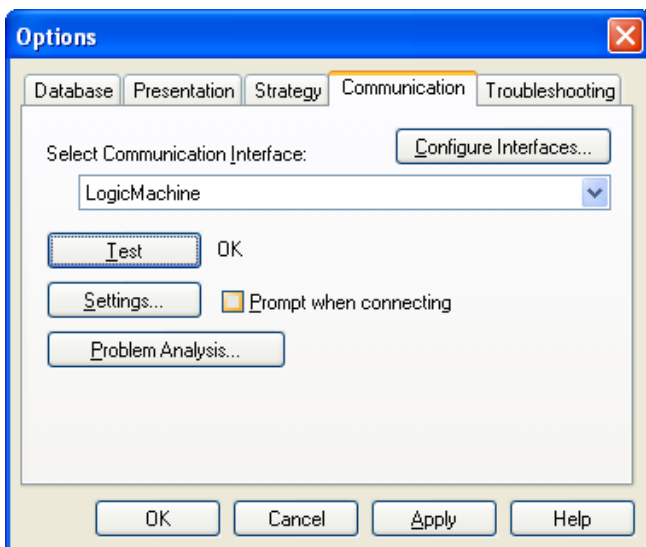 Options
Database Presentation Strategy Communication Troubleshooting
Select Communication Interface: Configure Interfaces...
LogicMachine
Test OK
Settings... Prompt when connecting
Problem Analysis...
OK Cancel Apply Help